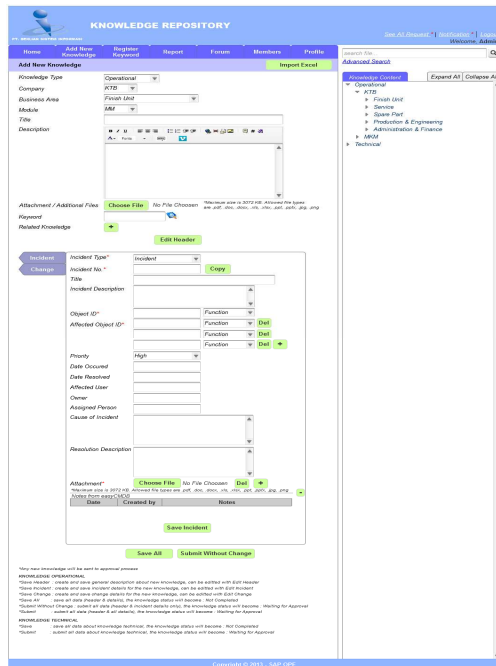 KNOWLEDGE REPOSITORY
See All Request * | Notification * | Logout
Welcome, Admin
Home Add New Knowledge Register Keyword Report Forum Members Profile
Add New Knowledge Import Excel
search file...
Advanced Search
Knowledge Content Expand All Collapse All
Operational
KTB
Finish Unit
Service
Spare Part
Production & Engineering
Administration & Finance
MKM
Technical
Knowledge Type Operational
Company KTB
Business Area Finish Unit
Module MM
Title
Description
Attachment / Additional Files Choose File No File Choosen *Maximum size is 3072 KB. Allowed file types are .pdf, .doc, .docx, .xls, .xlsx, .ppt, .pptx, .jpg, .png
Keyword
Related Knowledge +
Edit Header
Incident
Change
Incident Type* Incident
Incident No.* Copy
Title
Incident Description
Object ID* Function
Affected Object ID* Function Del
Function Del
Function Del +
Priority High
Date Occured
Date Resolved
Affected User
Owner
Assigned Person
Cause of Incident
Resolution Description
Attachment* Choose File No File Choosen Del +
*Maximum size is 3072 KB. Allowed file types are .pdf, .doc, .docx, .xls, .xlsx, .ppt, .pptx, .jpg, .png
Notes from easyCMDB
Date Created by Notes
Save Incident
Save All Submit Without Change
*Any new knowledge will be sent to approval process
KNOWLEDGE OPERATIONAL
*Save Header : create and save general description about new knowledge, can be editted with Edit Header
*Save Incident : create and save incident details for the new knowledge, can be editted with Edit Incident
*Save Change : create and save change details for the new knowledge, can be editted with Edit Change
*Save All : save all data (header & details), the knowledge status will become : Not Completed
*Submit Without Change : submit all data (header & incident details only), the knowledge status will become : Waiting for Approval
*Submit : submit all data (header & all details), the knowledge status will become : Waiting for Approval
KNOWLEDGE TECHNICAL
*Save : save all data about knowledge technical, the knowledge status will become : Not Completed
*Submit : submit all data about knowledge technical, the knowledge status will become : Waiting for Approval
Copyright © 2013 - SAP OPE